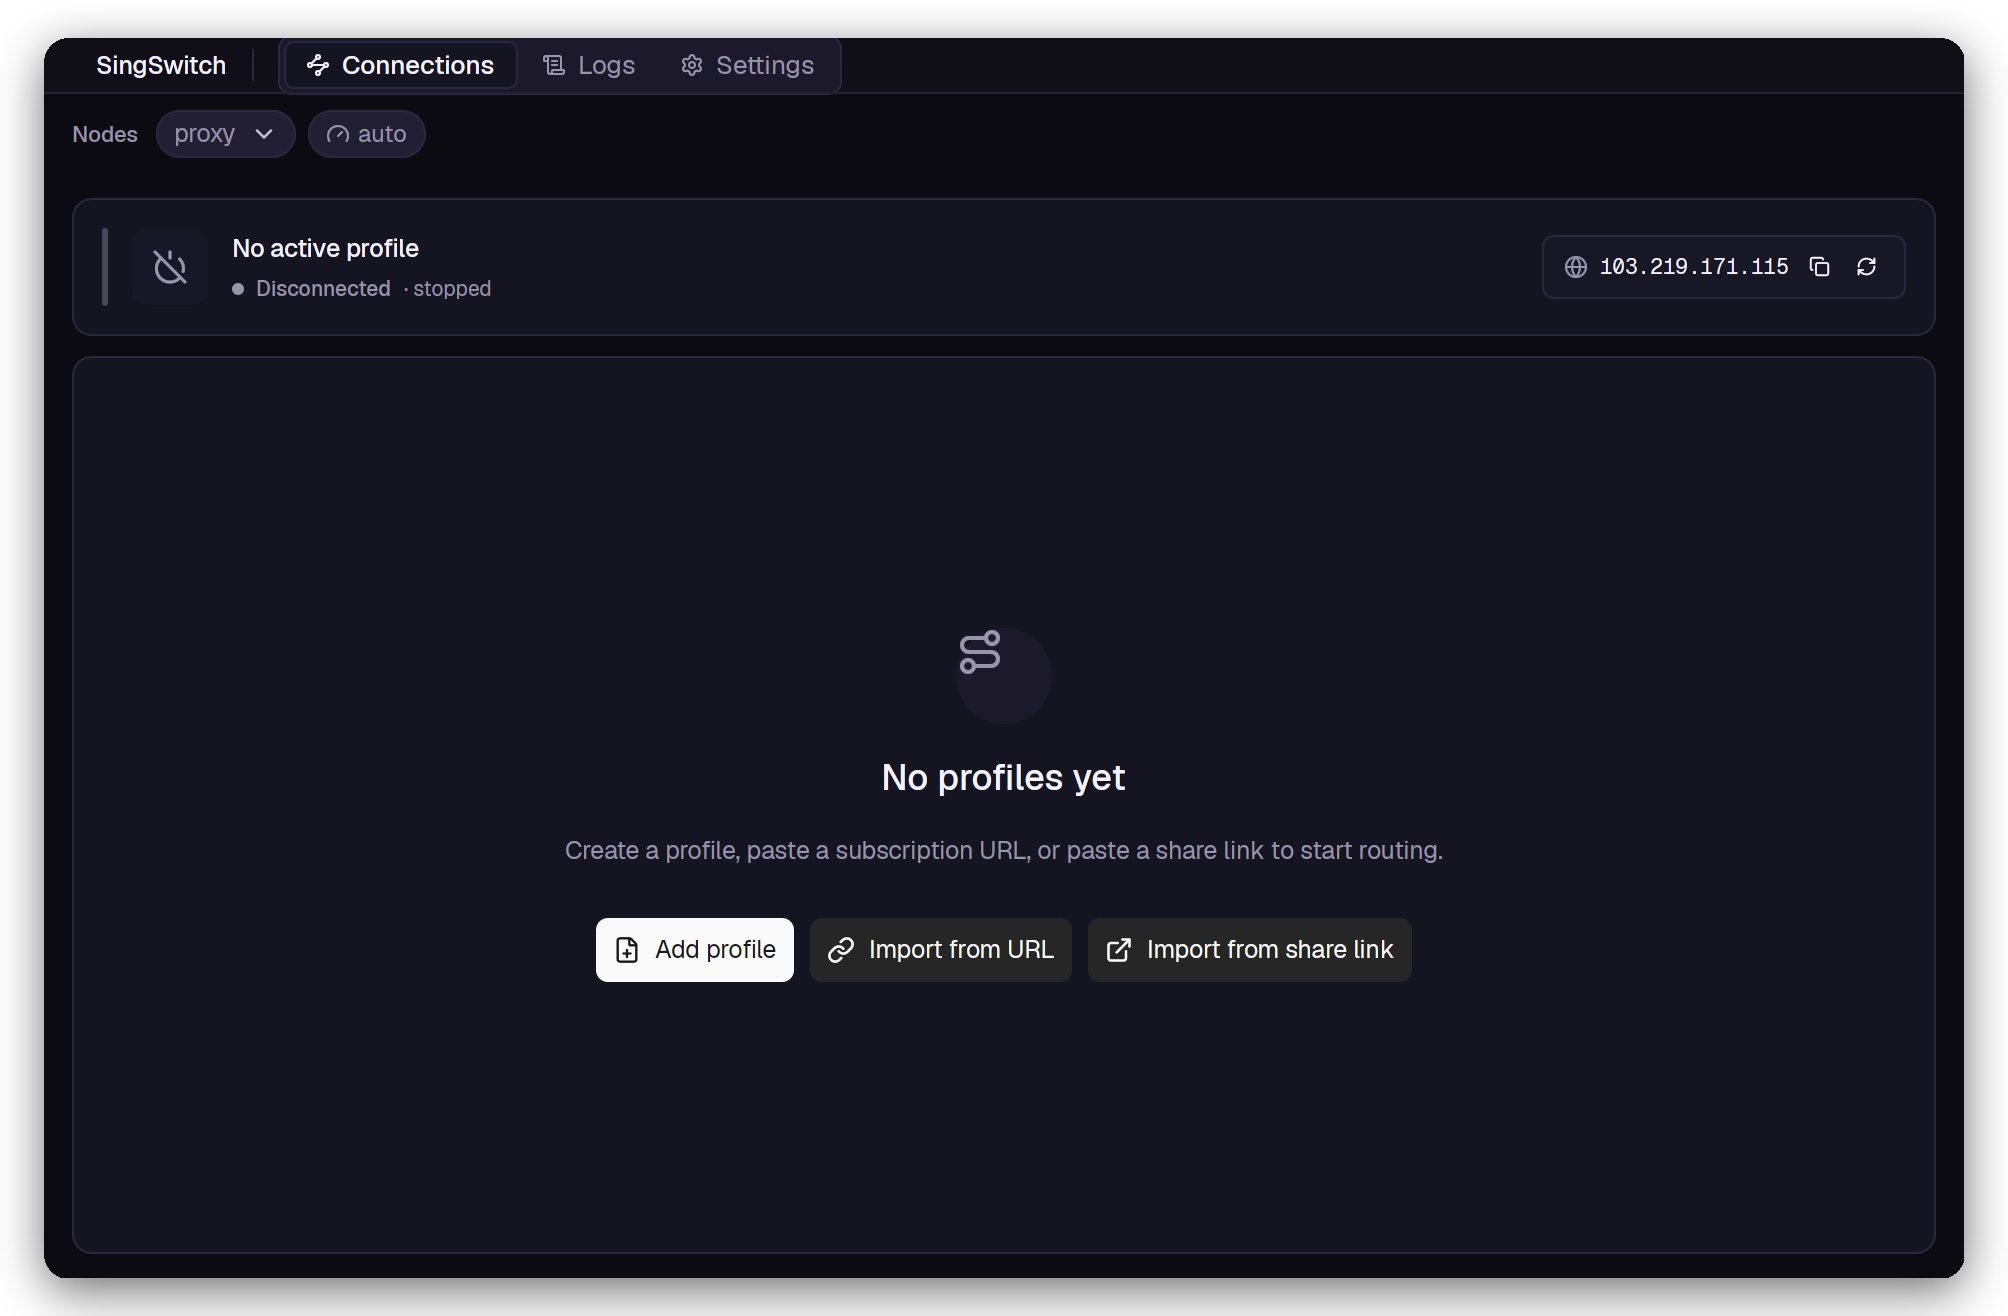 SingSwitch
Connections
Logs
Settings
Nodes
proxy
auto
No active profile
Disconnected · stopped
103.219.171.115
No profiles yet
Create a profile, paste a subscription URL, or paste a share link to start routing.
Add profile
Import from URL
Import from share link